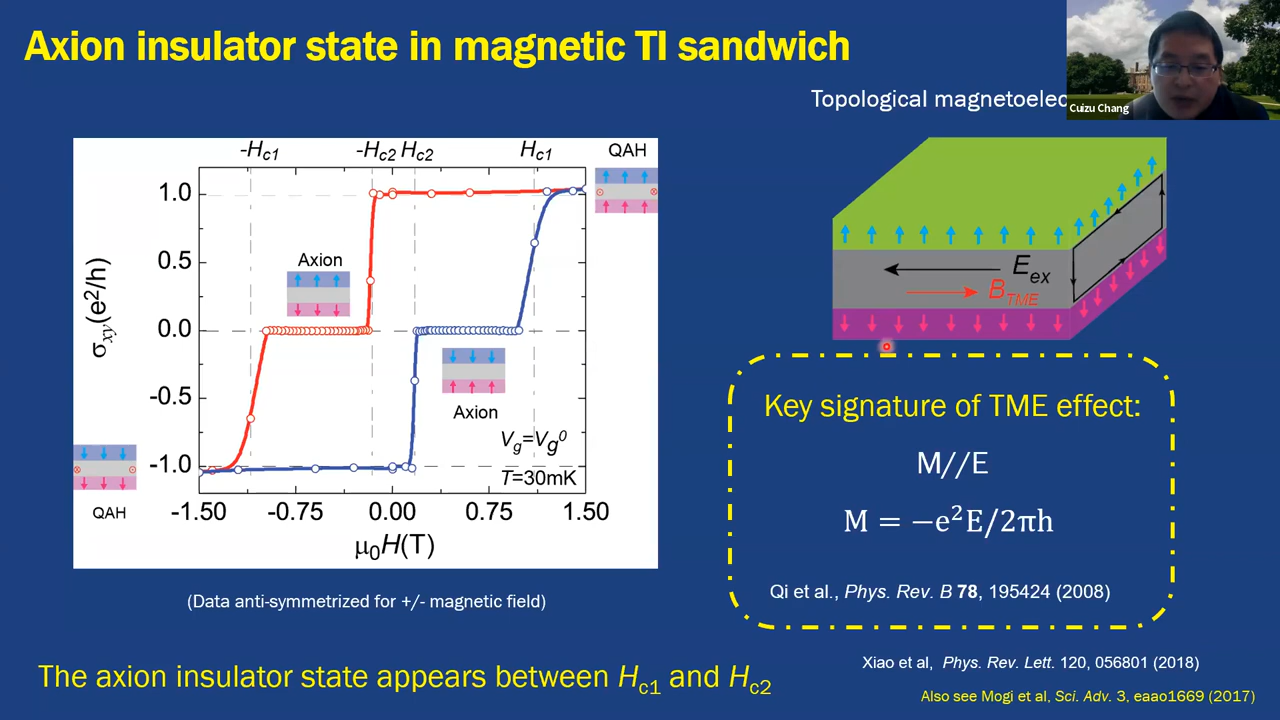 Axion insulator state in magnetic TI sandwich
Topological magnetoelec
Cuizu Chang
-Hc1
-Hc2
Hc2
Hc1
QAH
1.0
0.5
0.0
-0.5
-1.0
σxy(e²/h)
Axion
Axion
Vg=Vg⁰
T=30mK
QAH
-1.50
-0.75
0.00
0.75
1.50
μ₀H(T)
(Data anti-symmetrized for +/- magnetic field)
The axion insulator state appears between Hc1 and Hc2
Eex
BTME
Key signature of TME effect:
M//E
M = −e²E/2πh
Qi et al., Phys. Rev. B 78, 195424 (2008)
Xiao et al, Phys. Rev. Lett. 120, 056801 (2018)
Also see Mogi et al, Sci. Adv. 3, eaao1669 (2017)